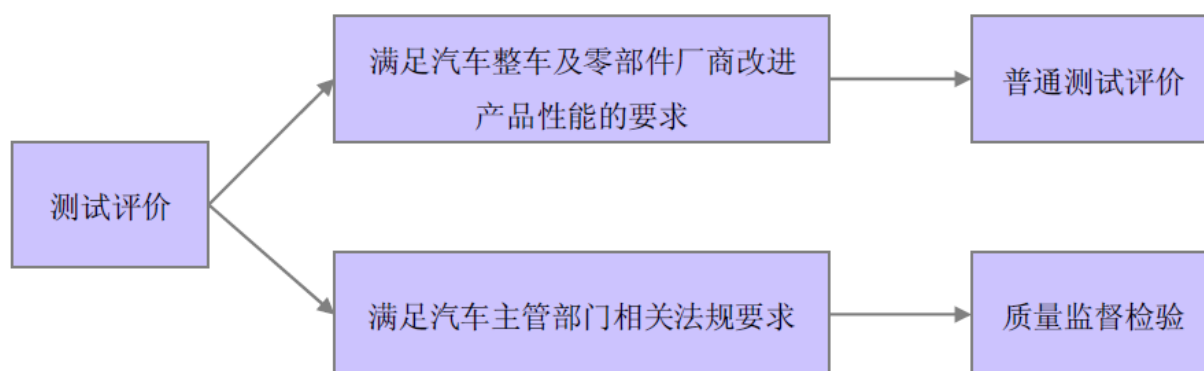 满足汽车整车及零部件厂商改进
产品性能的要求
普通测试评价
测试评价
满足汽车主管部门相关法规要求
质量监督检验